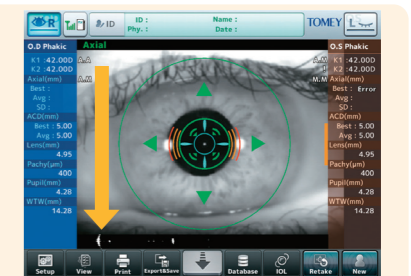 R
ID
ID :
Name :
Phy. :
Date :
TOMEY
L
O.D Phakic
Axial
O.S Phakic
K1 :42.00D
A.A
A.M
K1 :42.00D
K2 :42.00D
K2 :42.00D
Axial(mm)
A.M
M.M
Axial(mm)
Best :
Best : Error
Avg :
Avg :
SD :
SD :
ACD(mm)
ACD(mm)
Best : 5.00
Best : 5.00
Avg : 5.00
Avg : 5.00
Lens(mm)
Lens(mm)
4.95
4.95
Pachy(μm)
Pachy(μm)
400
400
Pupil(mm)
Pupil(mm)
4.28
4.28
WTW(mm)
WTW(mm)
14.28
14.28
Setup
View
Print
Export&Save
Database
IOL
Retake
New